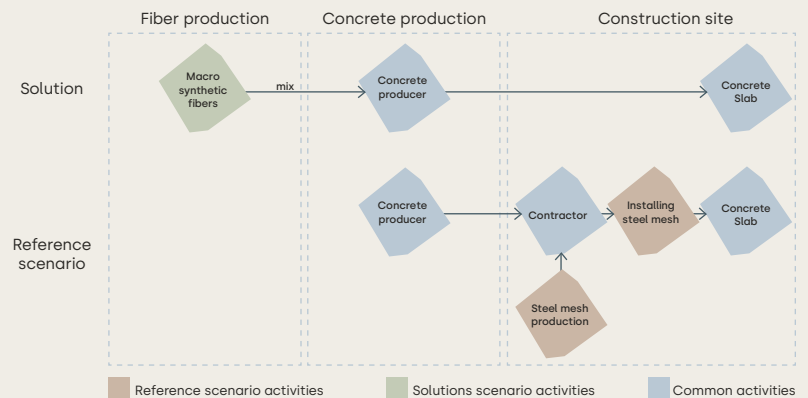 Fiber production
Concrete production
Construction site
Solution
Macro
synthetic
fibers
mix
Concrete
producer
Concrete
Slab
Reference
scenario
Concrete
producer
Contractor
Installing
steel mesh
Concrete
Slab
Steel mesh
production
Reference scenario activities
Solutions scenario activities
Common activities